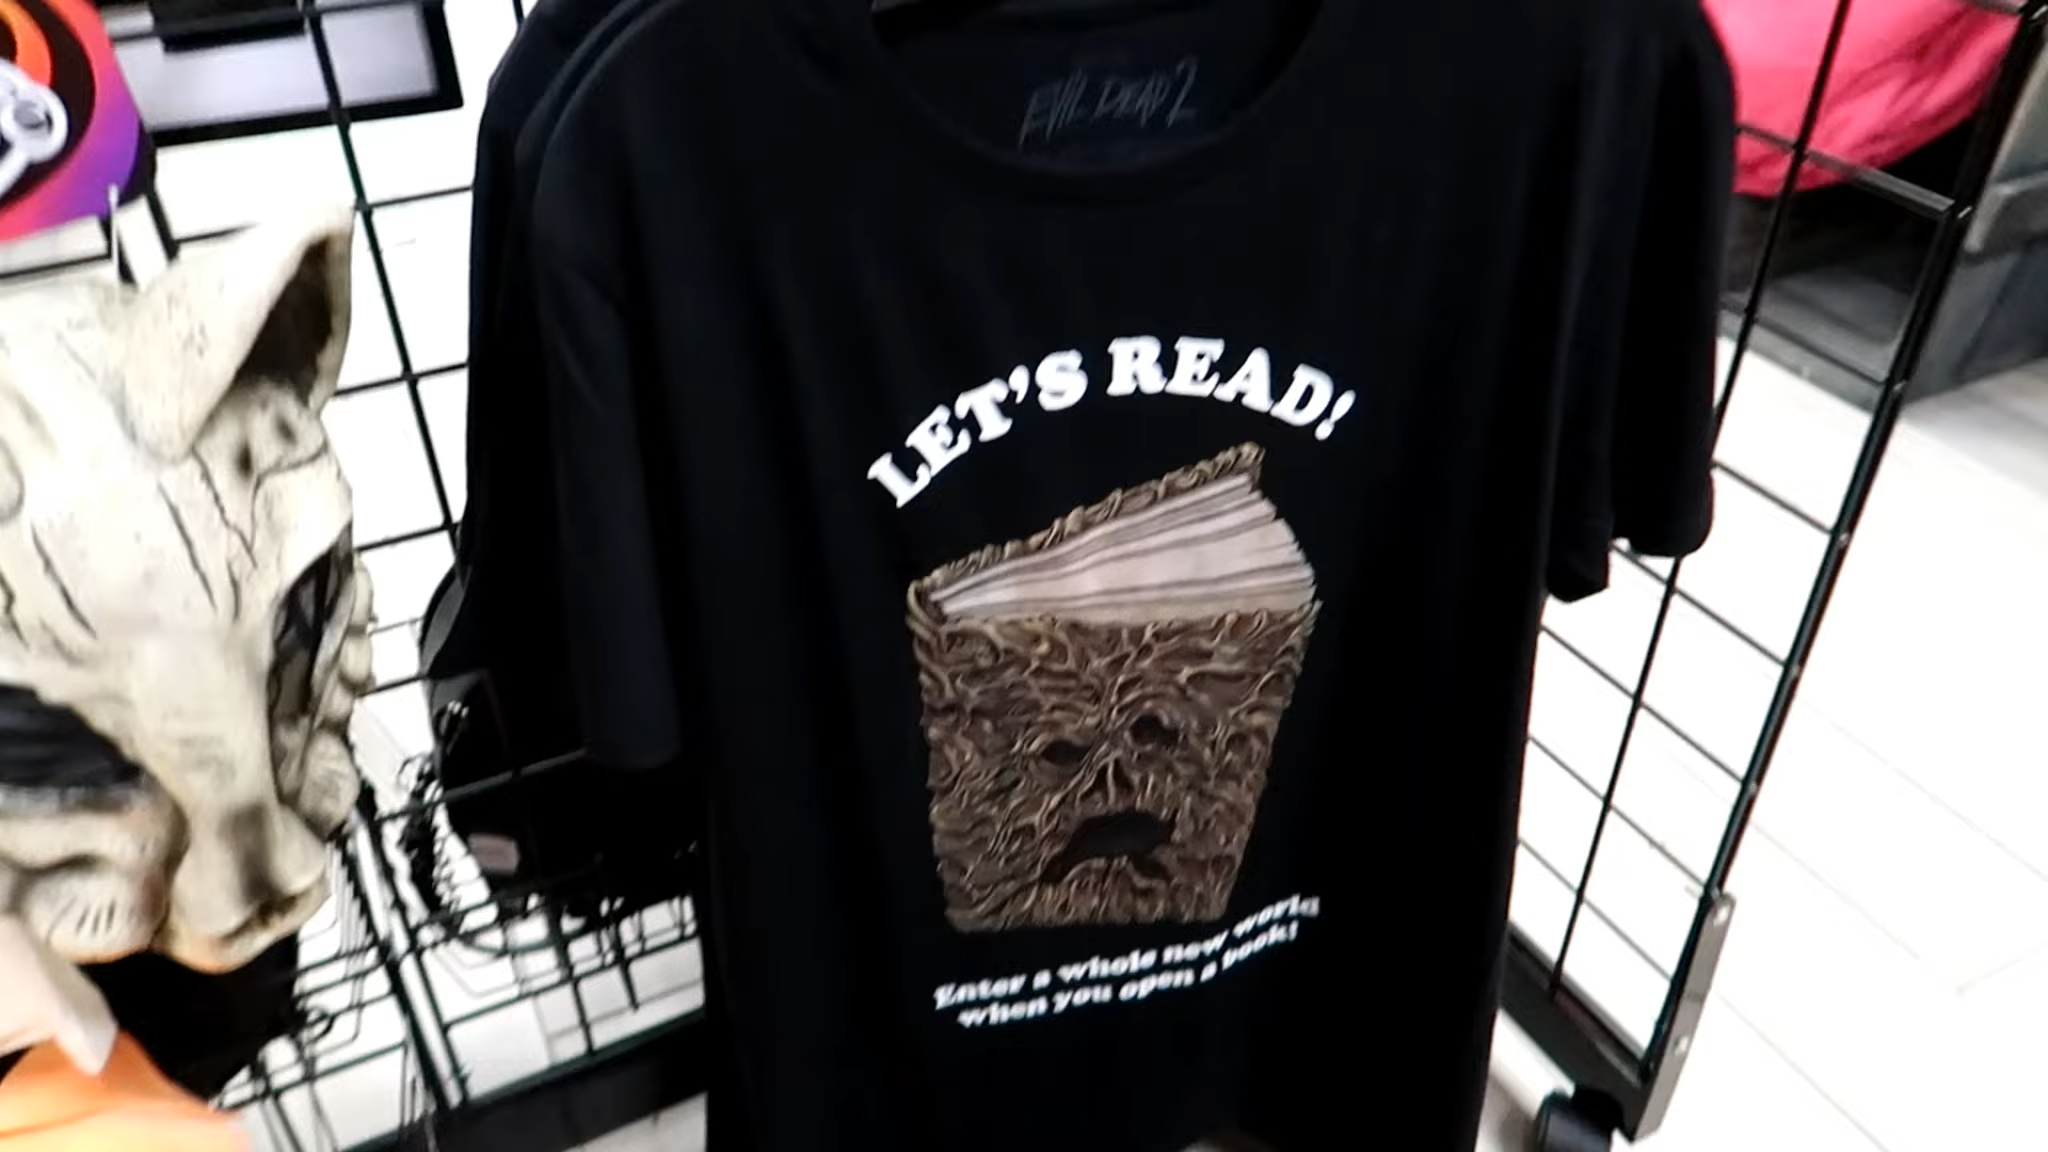 EVIL DEAD 2
LET'S READ!
Enter a whole new world
when you open a book!